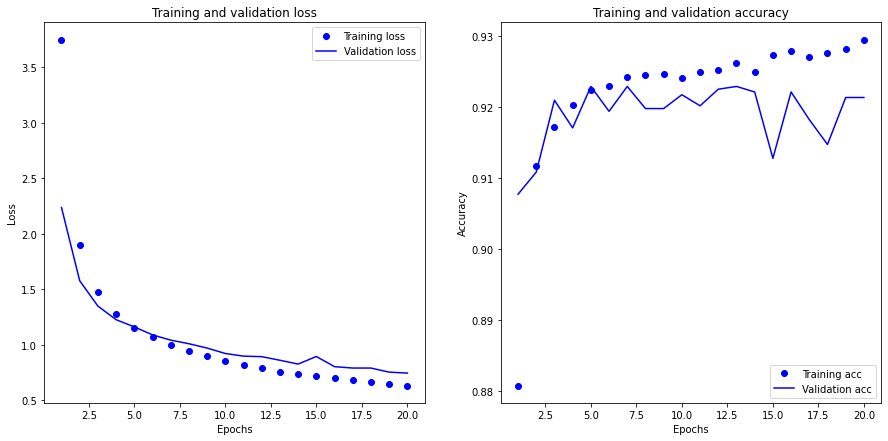 Training and validation loss
Training loss
Validation loss
3.5
3.0
2.5
2.0
1.5
1.0
0.5
Loss
2.5 5.0 7.5 10.0 12.5 15.0 17.5 20.0
Epochs
Training and validation accuracy
0.93
0.92
0.91
0.90
0.89
0.88
Accuracy
Training acc
Validation acc
2.5 5.0 7.5 10.0 12.5 15.0 17.5 20.0
Epochs